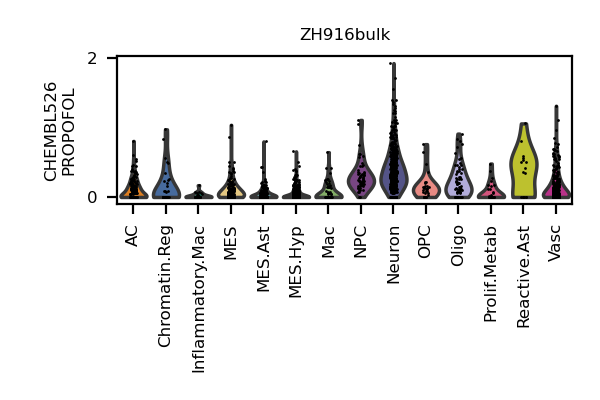 ZH916bulk
CHEMBL526
PROPOFOL
2
0
AC
Chromatin.Reg
Inflammatory.Mac
MES
MES.Ast
MES.Hyp
Mac
NPC
Neuron
OPC
Oligo
Prolif.Metab
Reactive.Ast
Vasc